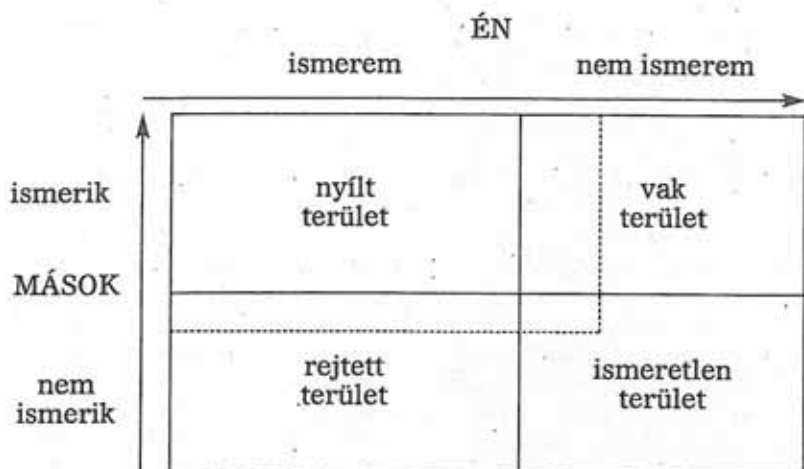 ÉN
ismerem nem ismerem
ismerik
nyílt
terület
vak
terület
MÁSOK
nem
ismerik
rejtett
terület
ismeretlen
terület